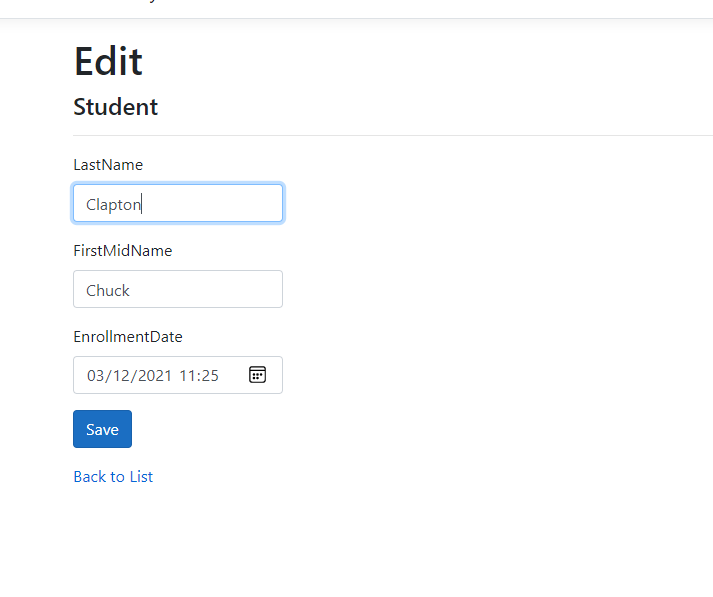 Edit
Student
LastName
Clapton
FirstMidName
Chuck
EnrollmentDate
03/12/2021 11:25
Save
Back to List